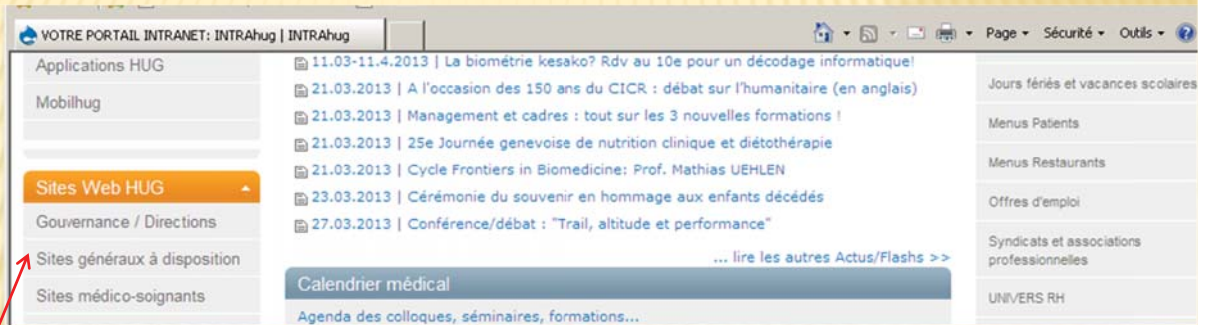 VOTRE PORTAIL INTRANET: INTRAhug | INTRAhug
Page
Sécurité
Outils
Applications HUG
Mobilhug
Sites Web HUG
Gouvernance / Directions
Sites généraux à disposition
Sites médico-soignants
11.03-11.4.2013 | La biométrie kesako? Rdv au 10e pour un décodage informatique!
21.03.2013 | A l'occasion des 150 ans du CICR : débat sur l'humanitaire (en anglais)
21.03.2013 | Management et cadres : tout sur les 3 nouvelles formations !
21.03.2013 | 25e Journée genevoise de nutrition clinique et diétothérapie
21.03.2013 | Cycle Frontiers in Biomedicine: Prof. Mathias UEHLEN
23.03.2013 | Cérémonie du souvenir en hommage aux enfants décédés
27.03.2013 | Conférence/débat : "Trail, altitude et performance"
... lire les autres Actus/Flashs >>
Calendrier médical
Agenda des colloques, séminaires, formations...
Jours fériés et vacances scolaires
Menus Patients
Menus Restaurants
Offres d'emploi
Syndicats et associations
professionnelles
UNIVERS RH